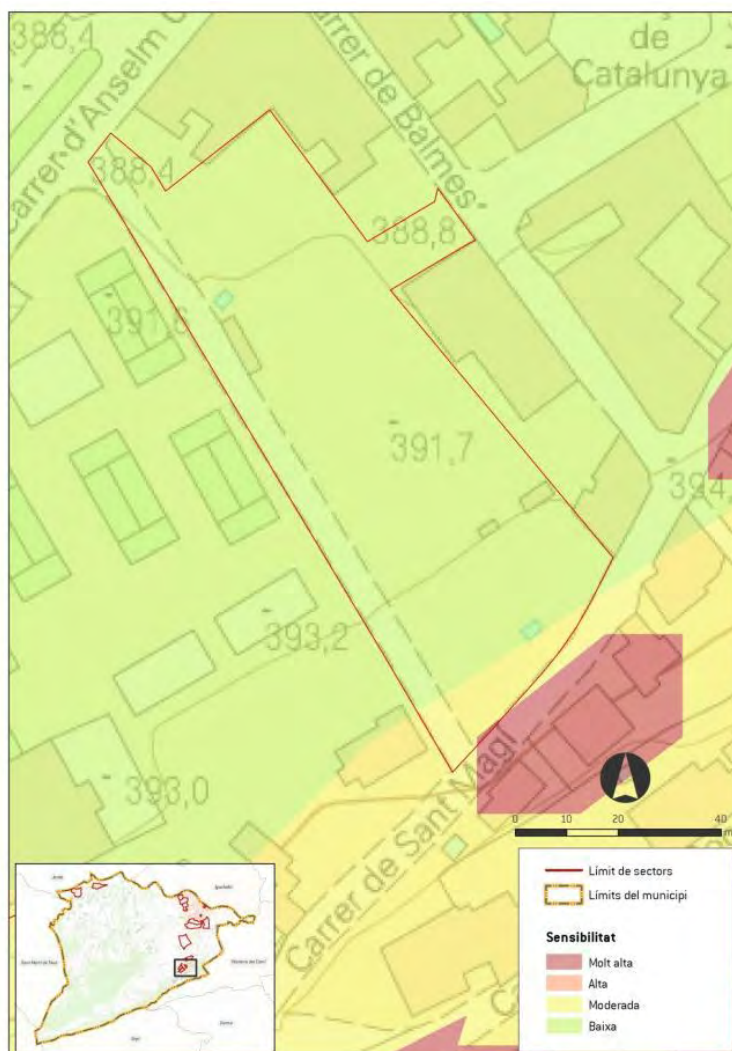 388,4
Carrer d'Anselm C
de
Catalunya
Carrer de Balmes
388,4
388,8
391,6
391,7
394,
393,2
393,0
Carrer de Sant Magí
0 10 20 40
m
Límit de sectors
Límits del municipi
Sensibilitat
Molt alta
Alta
Moderada
Baixa